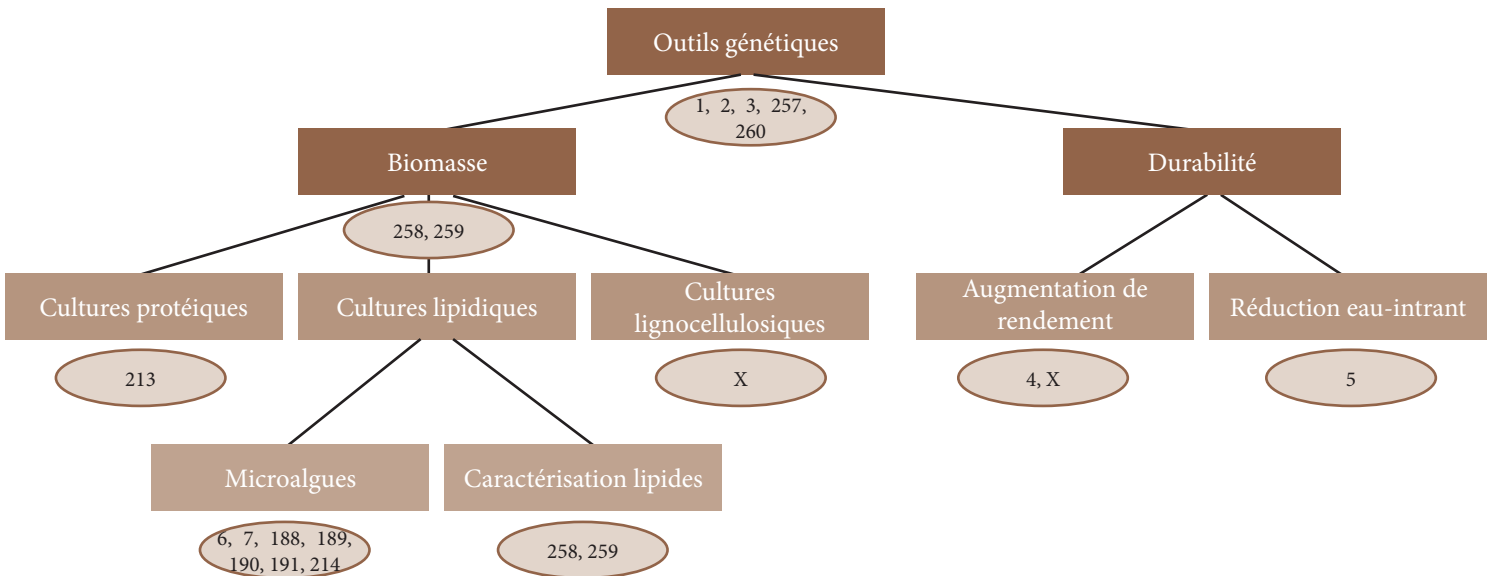 Outils génétiques
1, 2, 3, 257,
260
Biomasse
Durabilité
258, 259
Cultures protéiques
Cultures lipidiques
Cultures
lignocellulosiques
Augmentation de
rendement
Réduction eau-intrant
213
X
4, X
5
Microalgues
Caractérisation lipides
6, 7, 188, 189,
190, 191, 214
258, 259